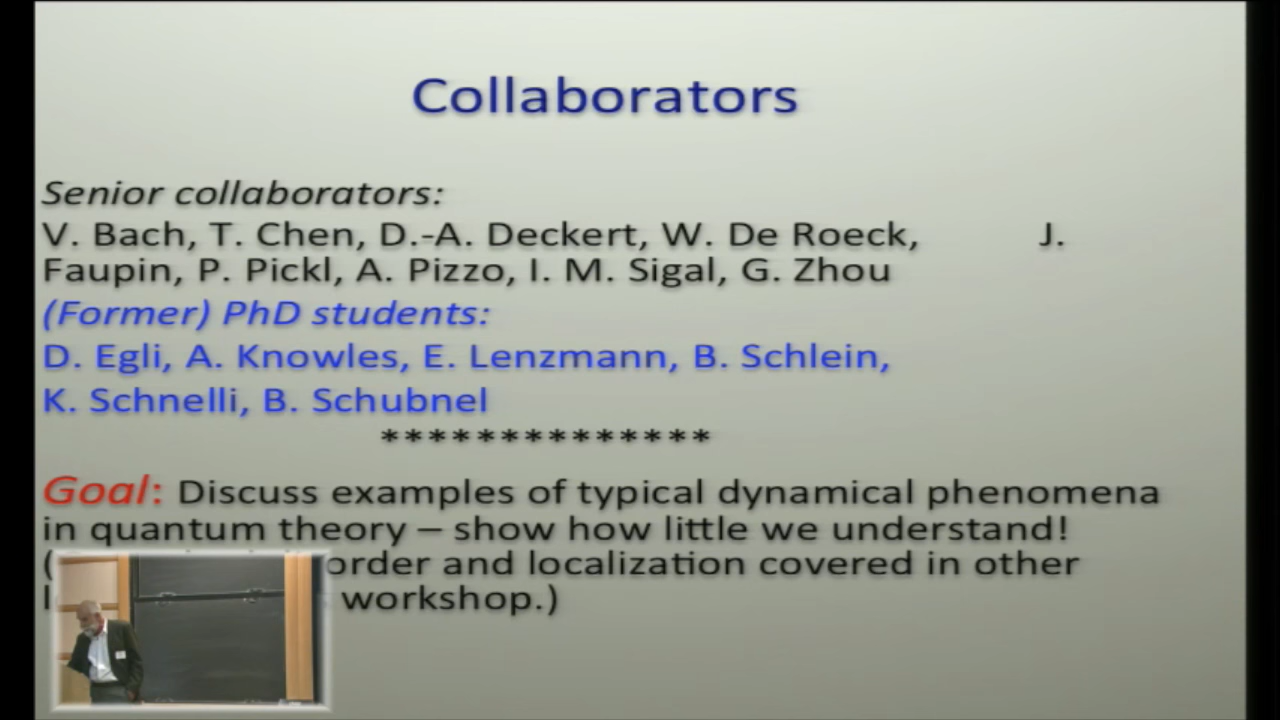 Collaborators
Senior collaborators:
V. Bach, T. Chen, D.-A. Deckert, W. De Roeck, J.
Faupin, P. Pickl, A. Pizzo, I. M. Sigal, G. Zhou
(Former) PhD students:
D. Egli, A. Knowles, E. Lenzmann, B. Schlein,
K. Schnelli, B. Schubnel
**************
Goal: Discuss examples of typical dynamical phenomena
in quantum theory – show how little we understand!
order and localization covered in other
workshop.)